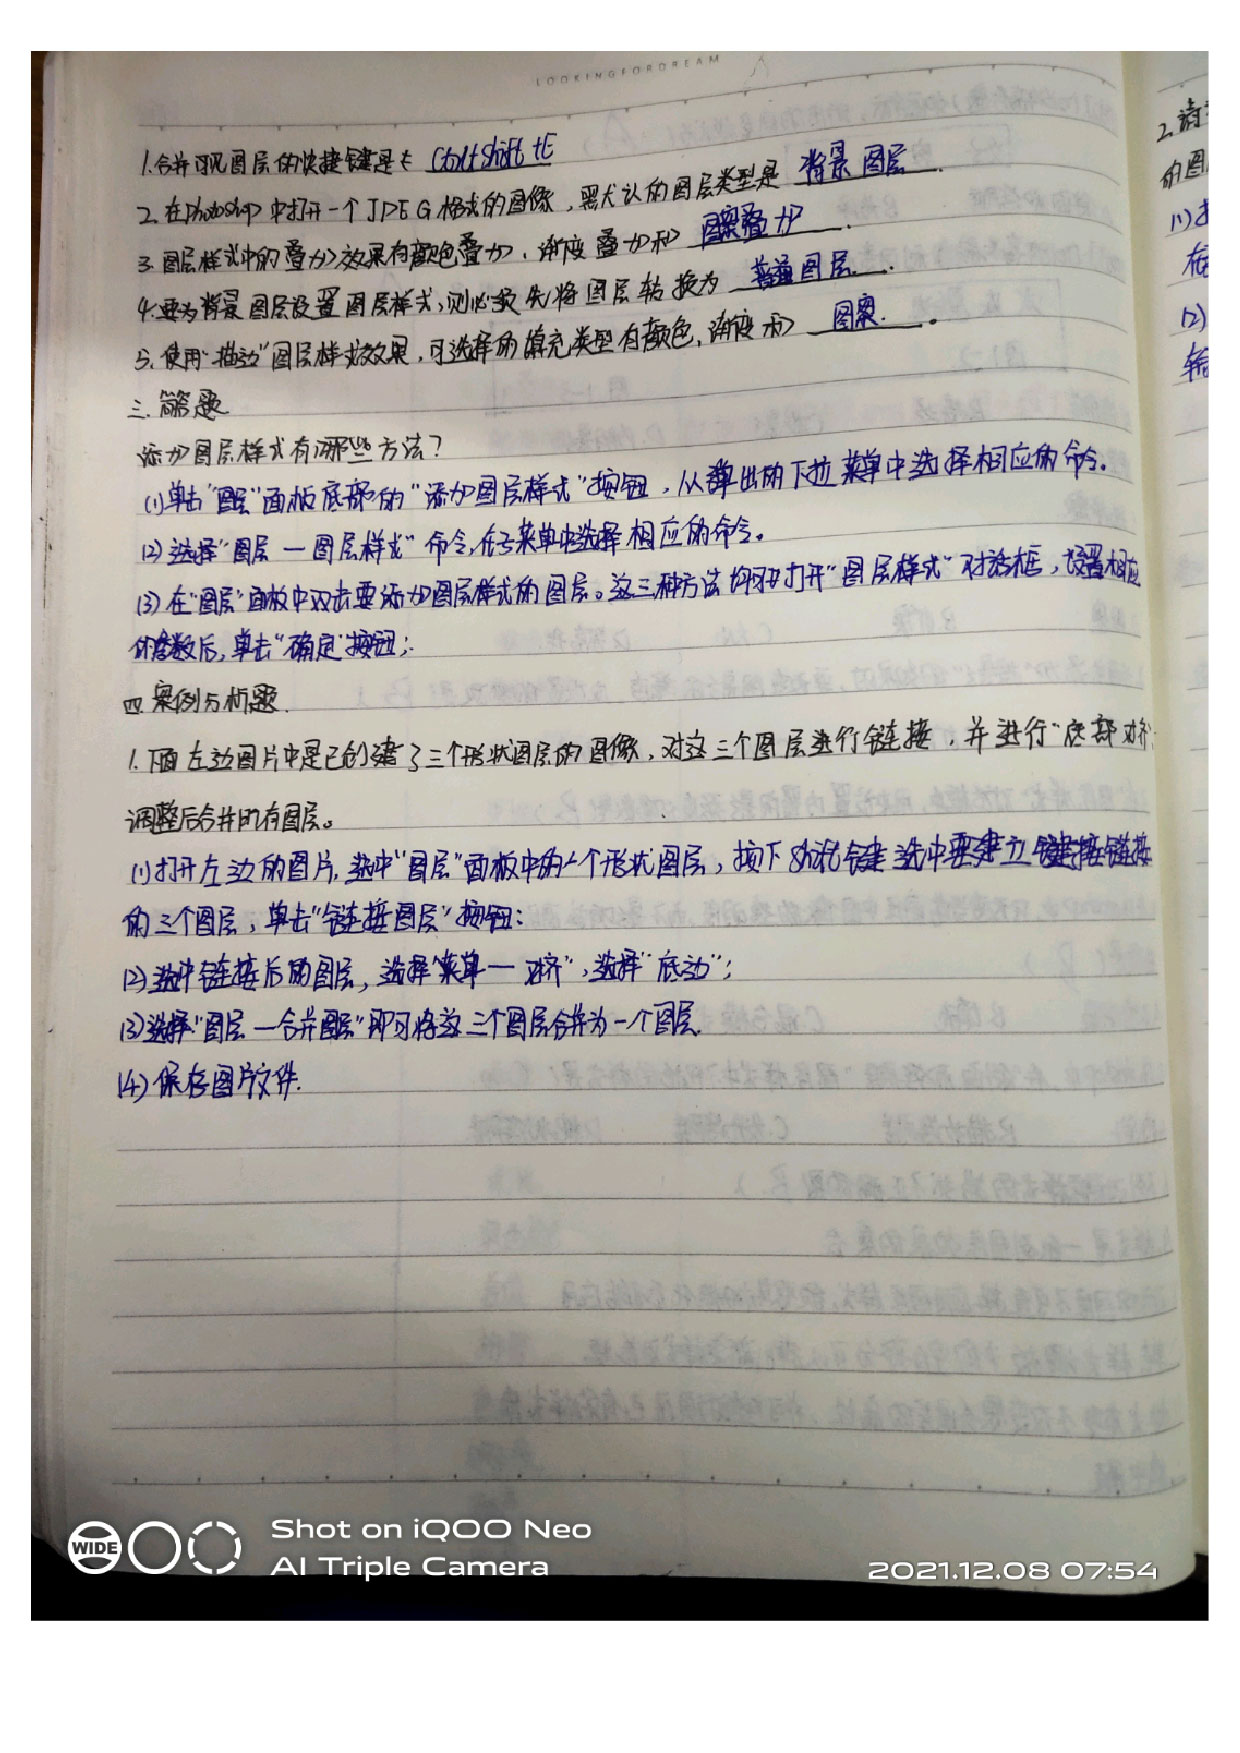 LOOKINGFORDREAM
1.合并可见图层的快捷键是 Ctrl+Shift+E
2.在Photoshop中打开一个JPEG格式的图像,默认的图层类型是 背景图层.
3.图层样式中的叠加效果有颜色叠加、渐变叠加和 图案叠加.
4.要为背景图层设置图层样式,则必须先将图层转换为 普通图层.
5.使用"描边"图层样式效果,可选择的填充类型有颜色、渐变和 图案.。
三.简答题
添加图层样式有哪些方法?
(1)单击"图层"面板底部的"添加图层样式"按钮,从弹出的下拉菜单中选择相应的命令.
(2)选择"图层—图层样式"命令,在子菜单中选择相应的命令。
(3)在"图层"面板中双击要添加图层样式的图层。这三种方法均可打开"图层样式"对话框,设置相应
的参数后,单击"确定"按钮;
四.案例分析题.
1.下面左边图片中是已创建了三个形状图层的图像,对这三个图层进行链接,并进行"底部对齐
调整后合并所有图层。
(1)打开左边的图片,选中"图层"面板中的一个形状图层,按下 键选中要建立链接
的三个图层,单击"链接图层"按钮:
(2)选中链接后的图层,选择"菜单—对齐",选择"底边";
(3)选择"图层—合并图层"即可将这三个图层合并为一个图层.
(4)保存图片文件.
2.请
的图
(1)打
在
(2)
输
WIDE
Shot on iQOO Neo
AI Triple Camera
2021.12.08 07:54